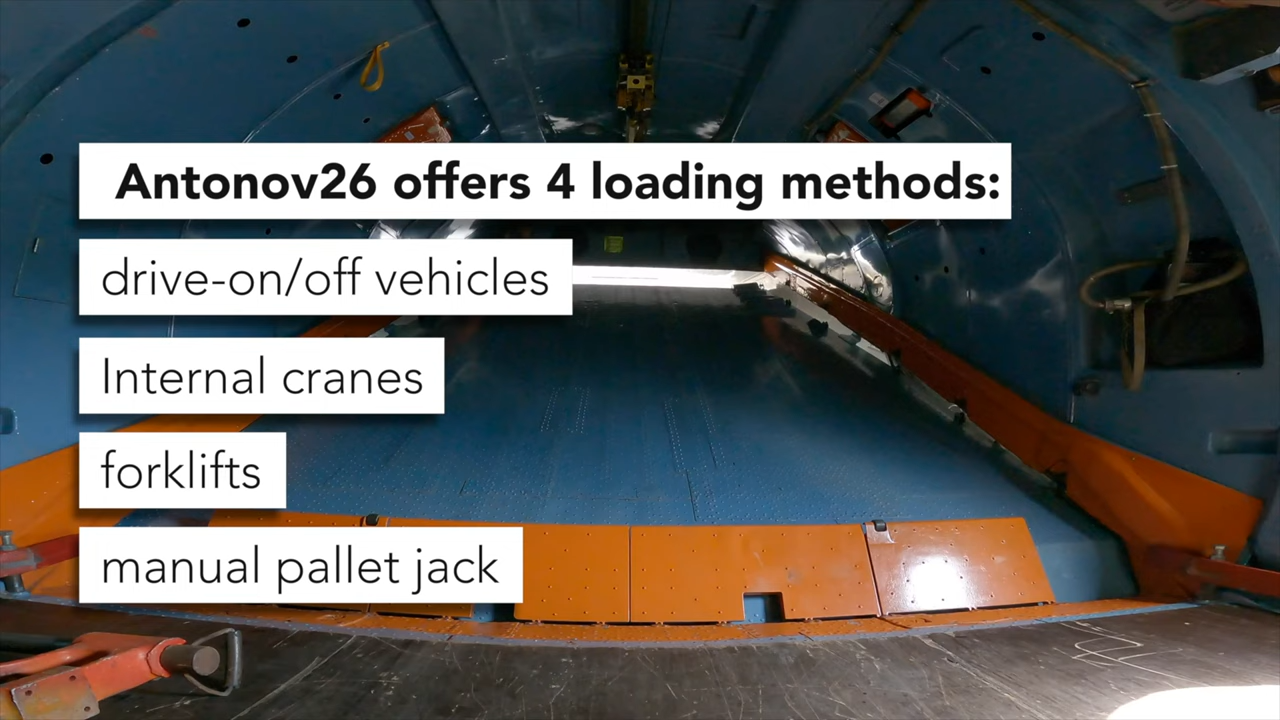 Antonov26 offers 4 loading methods:
drive-on/off vehicles
Internal cranes
forklifts
manual pallet jack